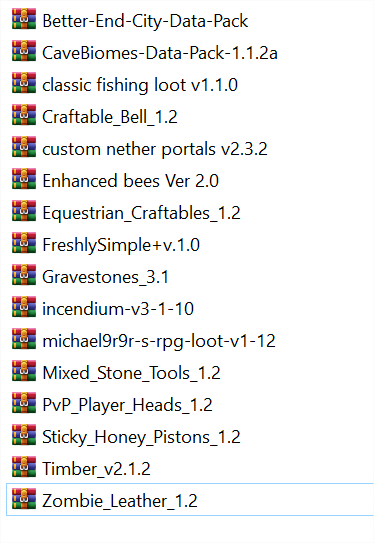 Better-End-City-Data-Pack
CaveBiomes-Data-Pack-1.1.2a
classic fishing loot v1.1.0
Craftable_Bell_1.2
custom nether portals v2.3.2
Enhanced bees Ver 2.0
Equestrian_Craftables_1.2
FreshlySimple+v.1.0
Gravestones_3.1
incendium-v3-1-10
michael9r9r-s-rpg-loot-v1-12
Mixed_Stone_Tools_1.2
PvP_Player_Heads_1.2
Sticky_Honey_Pistons_1.2
Timber_v2.1.2
Zombie_Leather_1.2